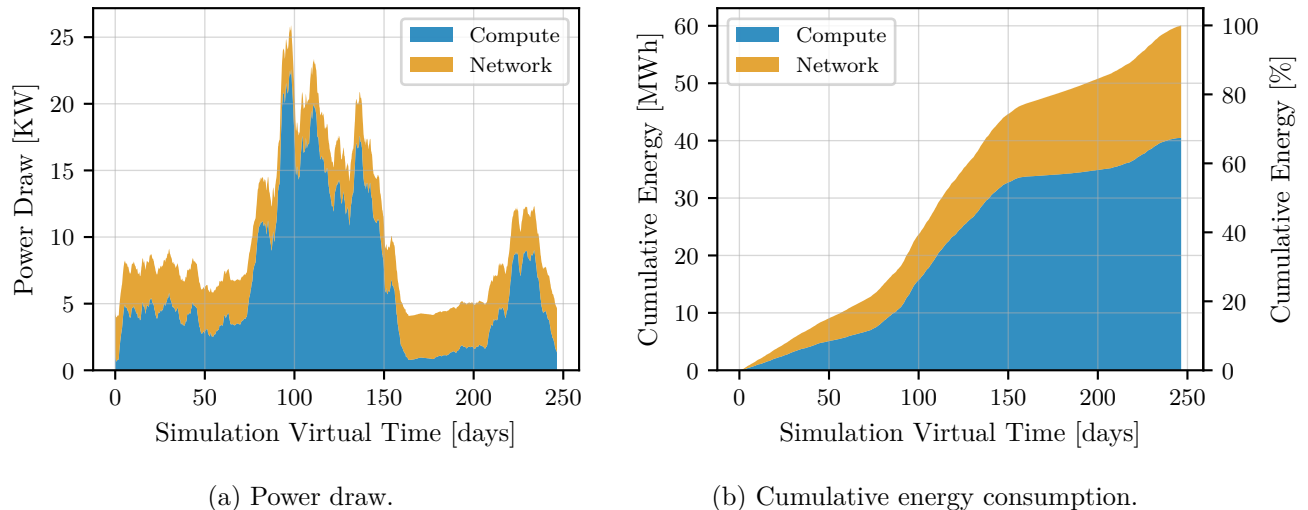 Power Draw [KW]
25
20
15
10
5
0
Compute
Network
0 50 100 150 200 250
Simulation Virtual Time [days]
(a) Power draw.
Cumulative Energy [MWh]
60
50
40
30
20
10
0
Compute
Network
0 50 100 150 200 250
Simulation Virtual Time [days]
100
80
60
40
20
0
Cumulative Energy [%]
(b) Cumulative energy consumption.